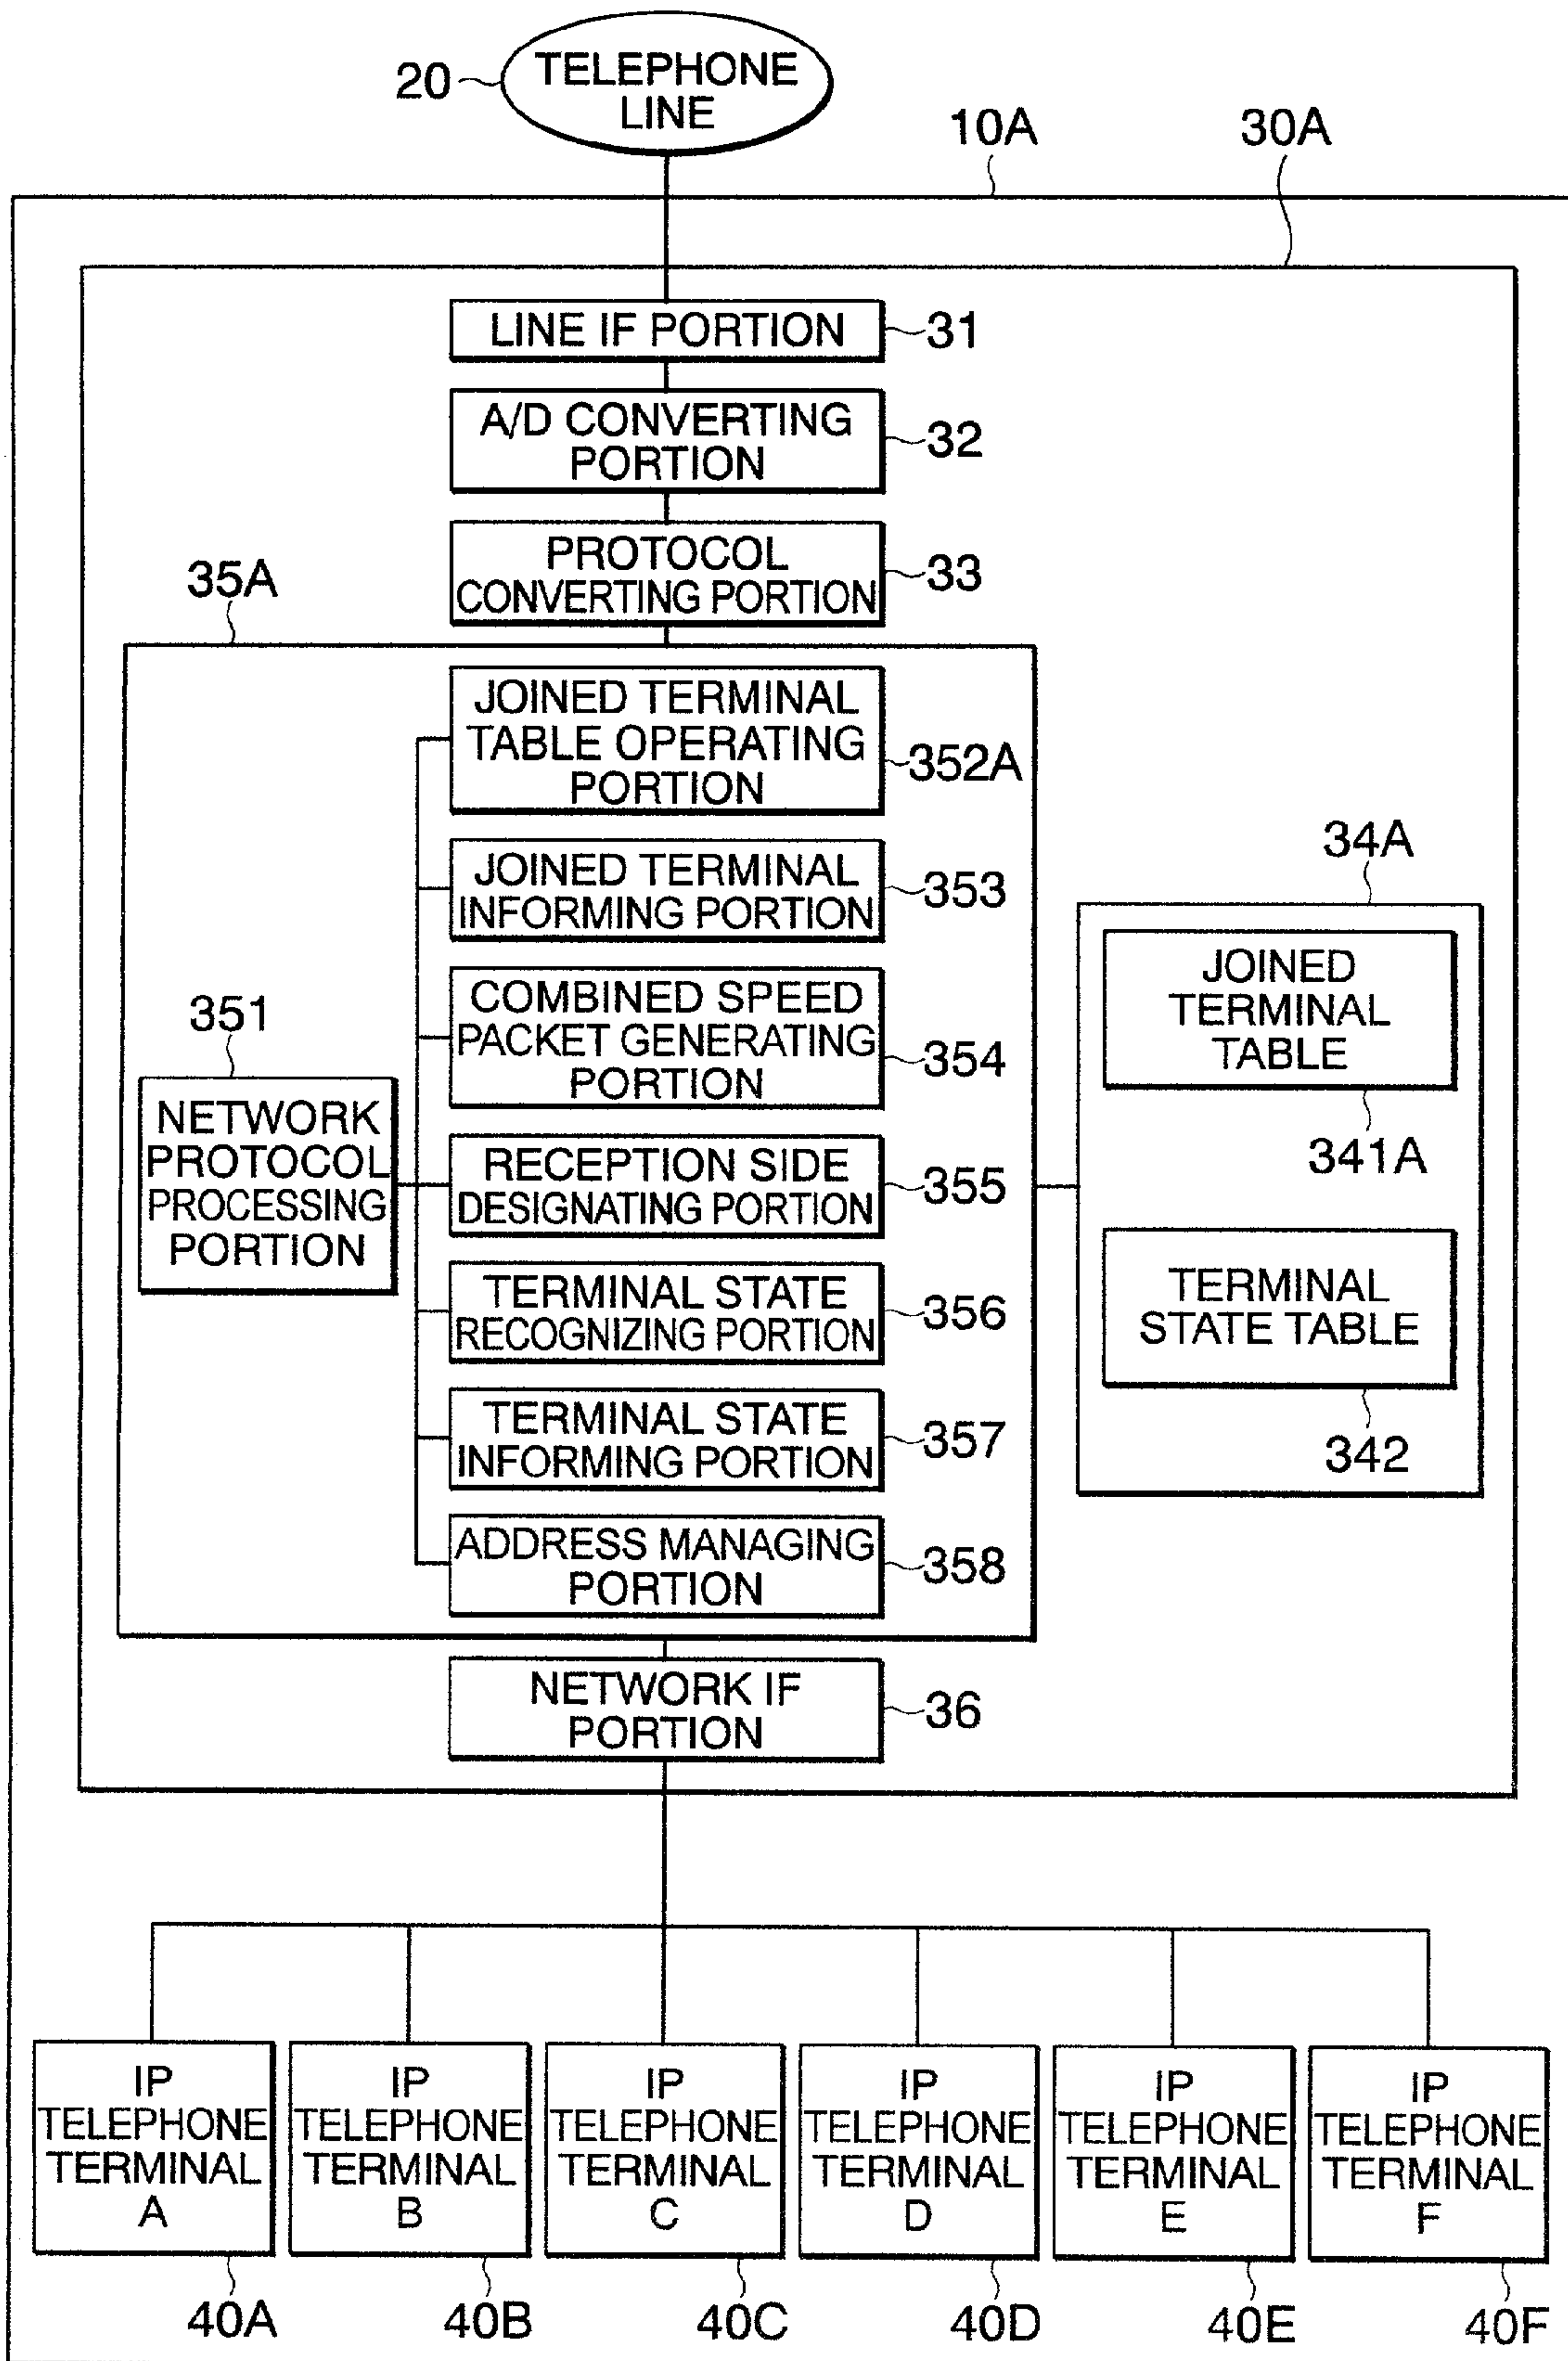 20
TELEPHONE
LINE
10A
30A
LINE IF PORTION
31
A/D CONVERTING
PORTION
32
PROTOCOL
CONVERTING PORTION
33
35A
JOINED TERMINAL
TABLE OPERATING
PORTION
352A
JOINED TERMINAL
INFORMING PORTION
353
COMBINED SPEED
PACKET GENERATING
PORTION
354
351
NETWORK
PROTOCOL
PROCESSING
PORTION
RECEPTION SIDE
DESIGNATING PORTION
355
TERMINAL STATE
RECOGNIZING PORTION
356
TERMINAL STATE
INFORMING PORTION
357
ADDRESS MANAGING
PORTION
358
34A
JOINED
TERMINAL
TABLE
341A
TERMINAL
STATE TABLE
342
NETWORK IF
PORTION
36
IP
TELEPHONE
TERMINAL
A
40A
IP
TELEPHONE
TERMINAL
B
40B
IP
TELEPHONE
TERMINAL
C
40C
IP
TELEPHONE
TERMINAL
D
40D
IP
TELEPHONE
TERMINAL
E
40E
IP
TELEPHONE
TERMINAL
F
40F